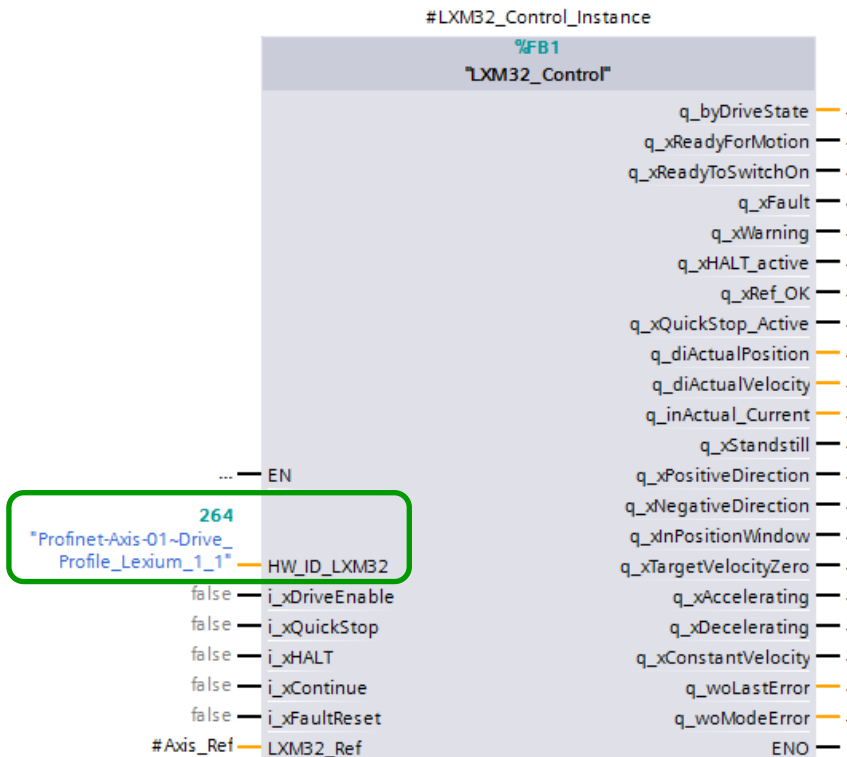 #LXM32_Control_Instance
%FB1
"LXM32_Control"
q_byDriveState
q_xReadyForMotion
q_xReadyToSwitchOn
q_xFault
q_xWarning
q_xHALT_active
q_xRef_OK
q_xQuickStop_Active
q_diActualPosition
q_diActualVelocity
q_inActual_Current
q_xStandstill
... EN q_xPositiveDirection
264 q_xNegativeDirection
"Profinet-Axis-01~Drive_ q_xInPositionWindow
Profile_Lexium_1_1" HW_ID_LXM32 q_xTargetVelocityZero
false i_xDriveEnable q_xAccelerating
false i_xQuickStop q_xDecelerating
false i_xHALT q_xConstantVelocity
false i_xContinue q_woLastError
false i_xFaultReset q_woModeError
#Axis_Ref LXM32_Ref ENO